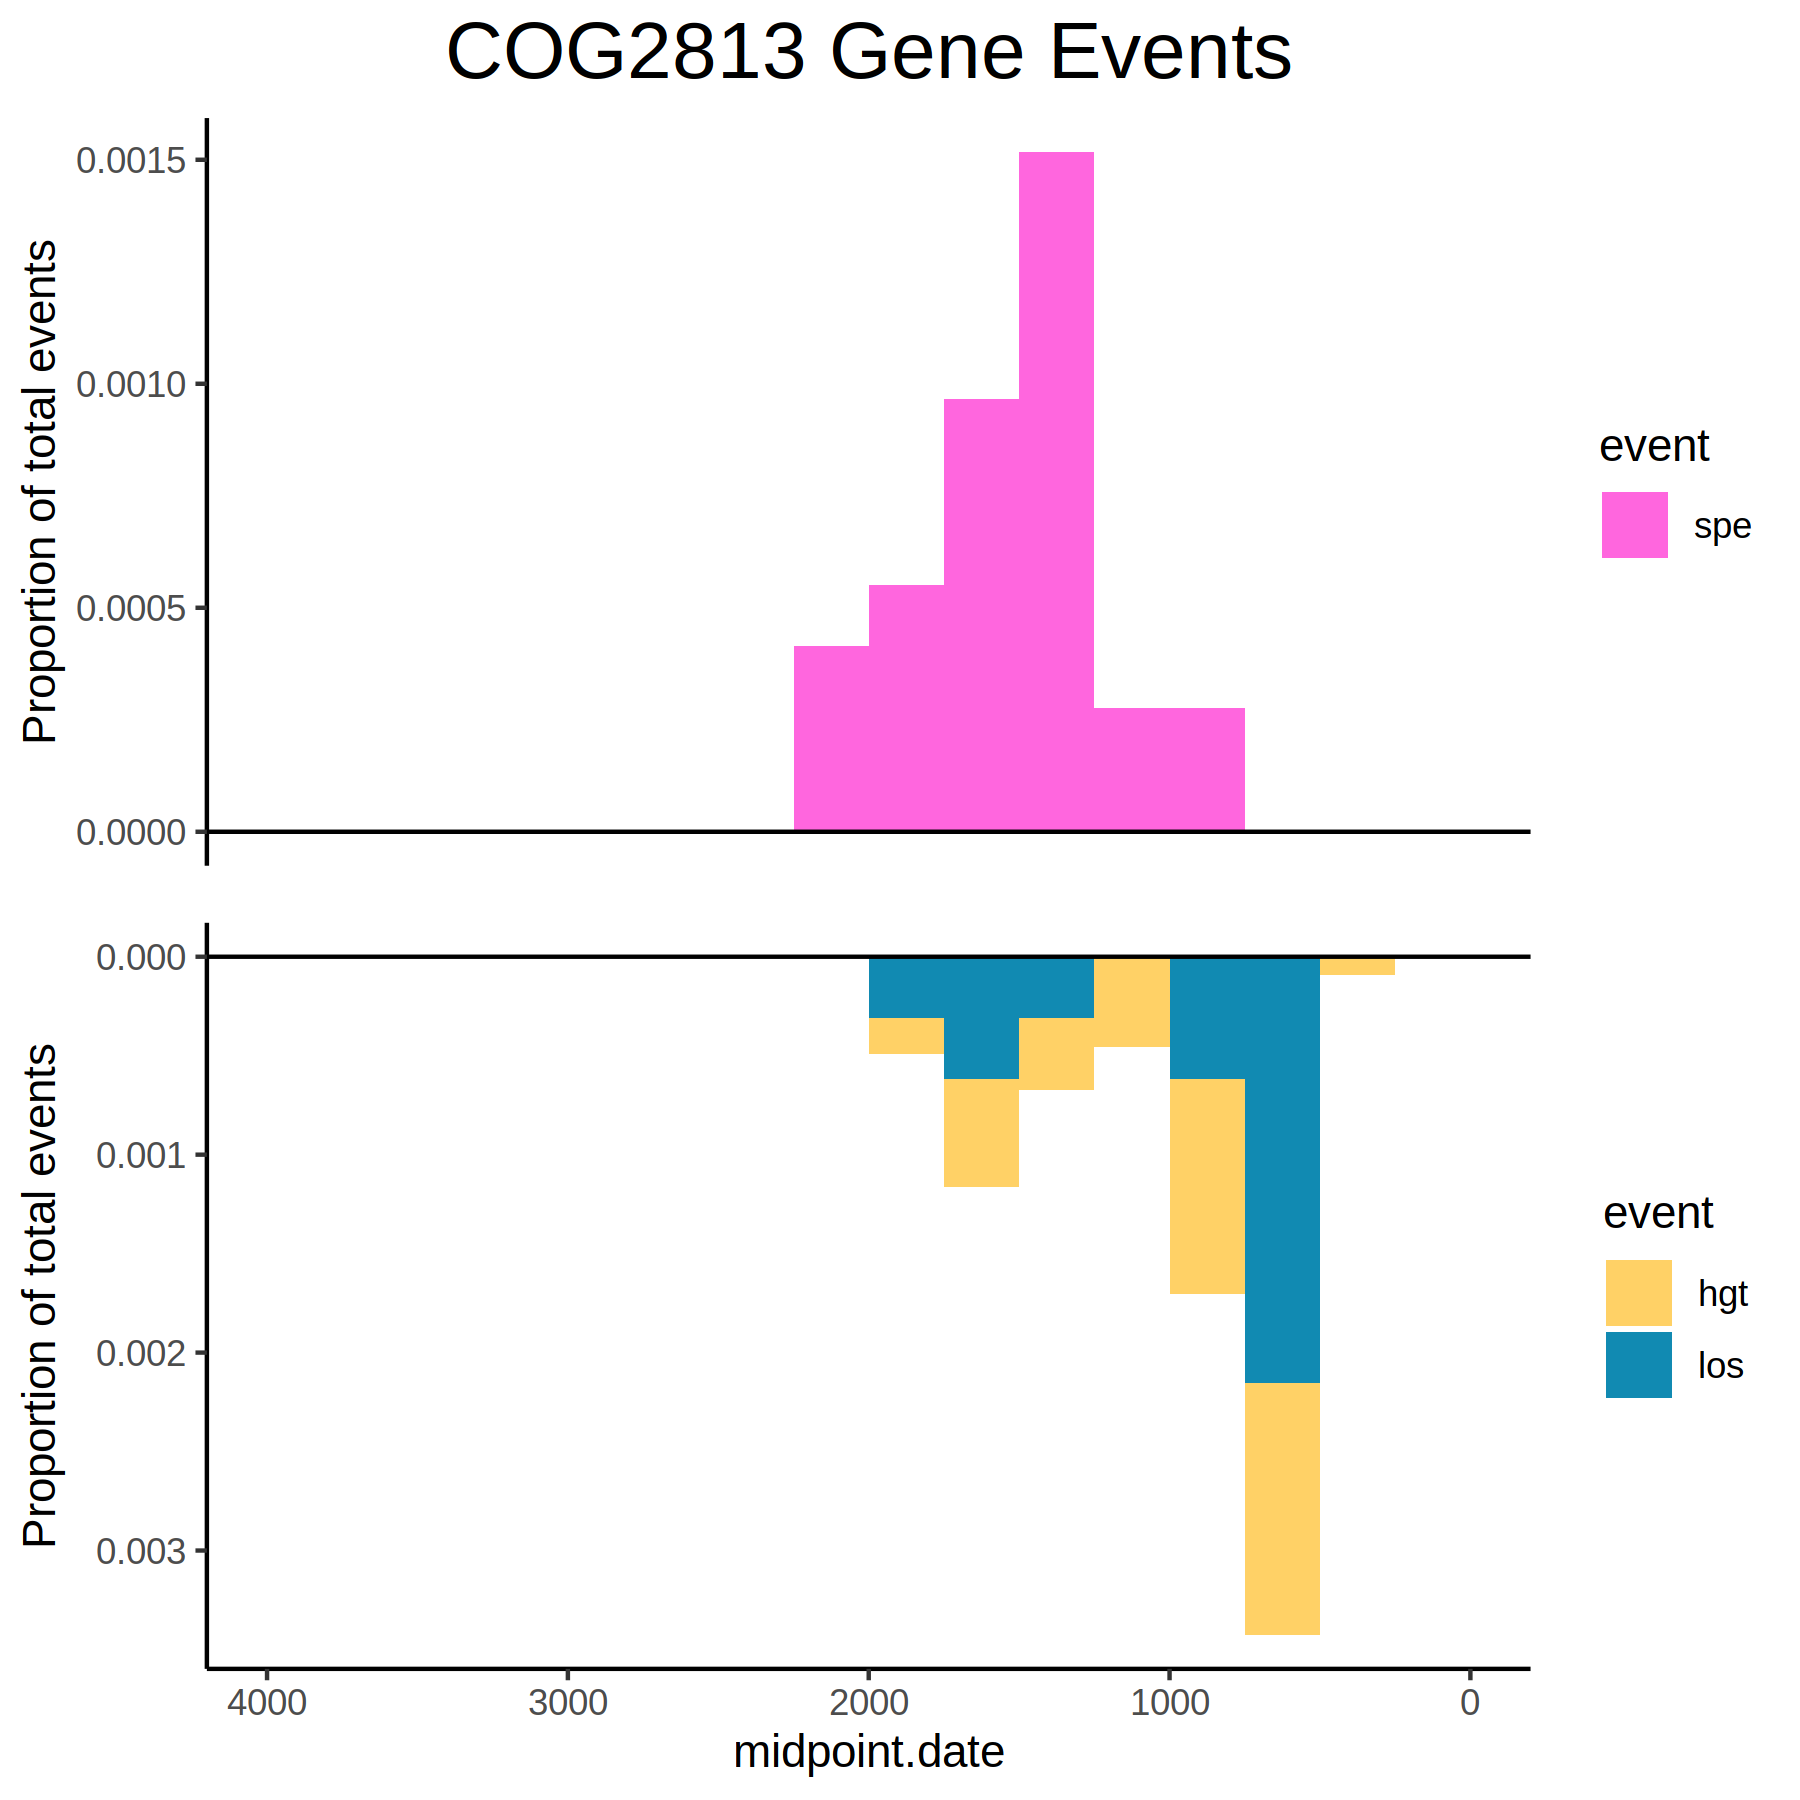 COG2813 Gene Events
Proportion of total events
0.0015
0.0010
0.0005
0.0000
event
spe
Proportion of total events
0.000
0.001
0.002
0.003
event
hgt
los
4000 3000 2000 1000 0
midpoint.date